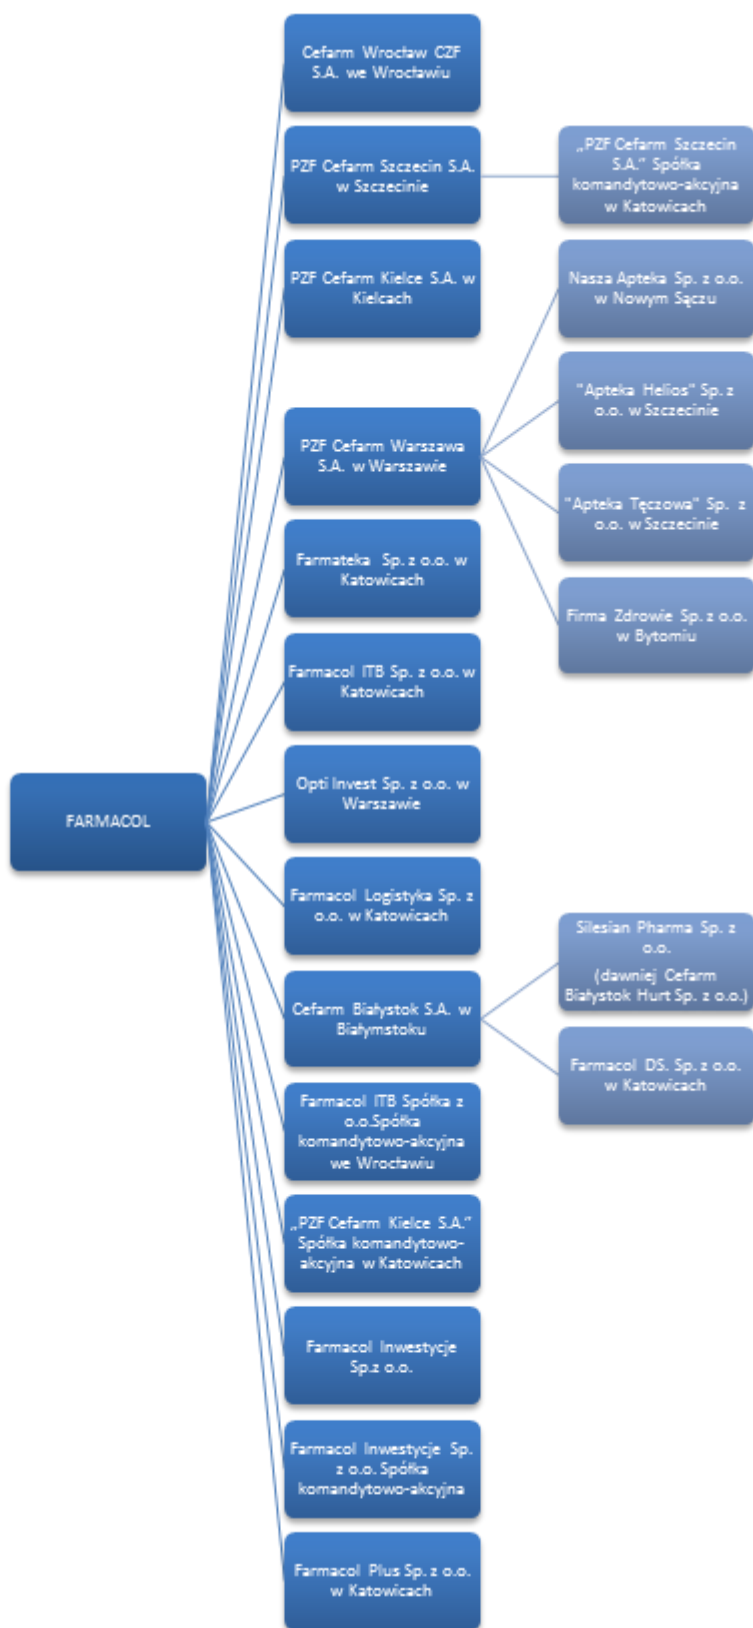 Cefarm Wrocław CZF
S.A. we Wrocławiu
PZF Cefarm Szczecin S.A.
w Szczecinie
„PZF Cefarm Szczecin
S.A.” Spółka
komandytowo-akcyjna
w Katowicach
PZF Cefarm Kielce S.A. w
Kielcach
Nasza Apteka Sp. z o.o.
w Nowym Sączu
"Apteka Helios" Sp. z
o.o. w Szczecinie
PZF Cefarm Warszawa
S.A. w Warszawie
"Apteka Tęczowa" Sp. z
o.o. w Szczecinie
Farmateka Sp. z o.o. w
Katowicach
Firma Zdrowie Sp. z o.o.
w Bytomiu
Farmacol ITB Sp. z o.o. w
Katowicach
Opti Invest Sp. z o.o. w
Warszawie
FARMACOL
Farmacol Logistyka Sp. z
o.o. w Katowicach
Silesian Pharma Sp. z
o.o.
(dawniej Cefarm
Białystok Hurt Sp. z o.o.)
Cefarm Białystok S.A. w
Białymstoku
Farmacol DS. Sp. z o.o.
w Katowicach
Farmacol ITB Spółka z
o.o.Spółka
komandytowo-akcyjna
we Wrocławiu
„PZF Cefarm Kielce S.A.”
Spółka komandytowo-
akcyjna w Katowicach
Farmacol Inwestycje
Sp.z o.o.
Farmacol Inwestycje Sp.
z o.o. Spółka
komandytowo-akcyjna
Farmacol Plus Sp. z o.o.
w Katowicach